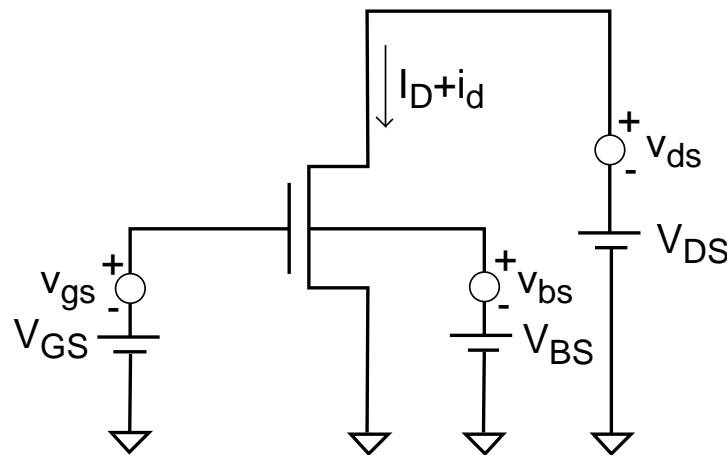 I_D+i_d
+
v_ds
-
V_DS
+
v_gs
-
V_GS
+
v_bs
-
V_BS